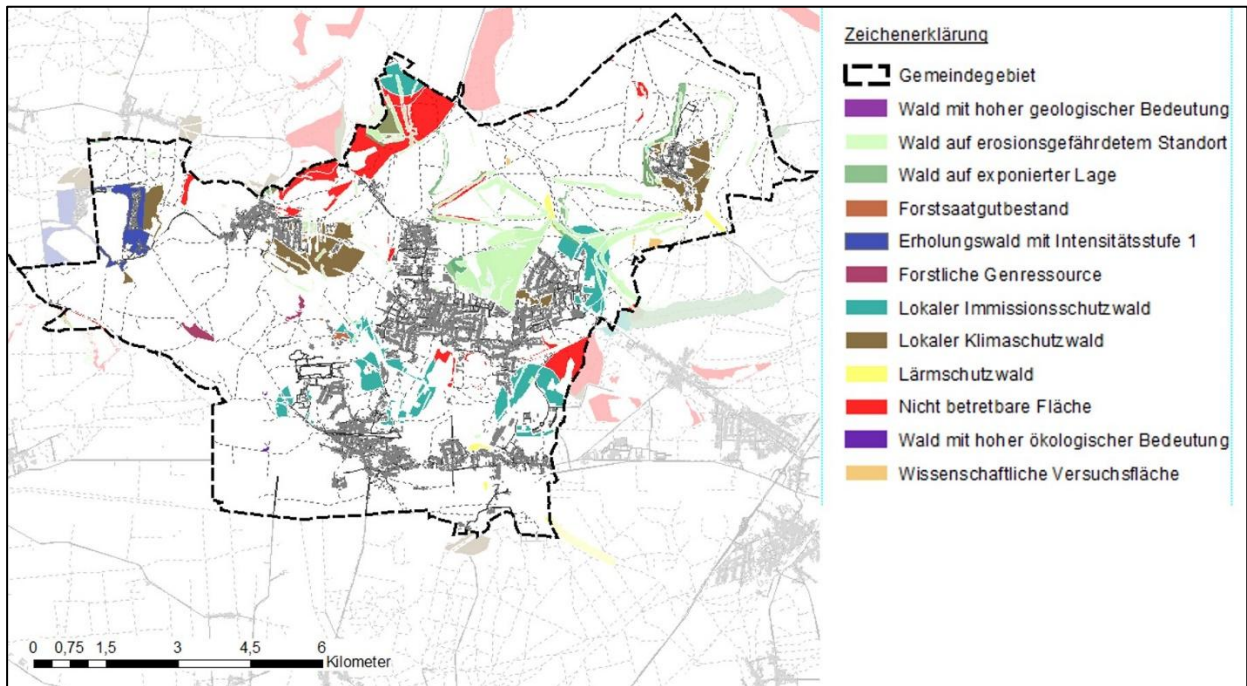 Zeichenerklärung
Gemeindegebiet
Wald mit hoher geologischer Bedeutung
Wald auf erosionsgefährdetem Standort
Wald auf exponierter Lage
Forstsaatgutbestand
Erholungswald mit Intensitätsstufe 1
Forstliche Genressource
Lokaler Immissionsschutzwald
Lokaler Klimaschutzwald
Lärmschutzwald
Nicht betretbare Fläche
Wald mit hoher ökologischer Bedeutung
Wissenschaftliche Versuchsfläche
0 0,75 1,5 3 4,5 6
Kilometer